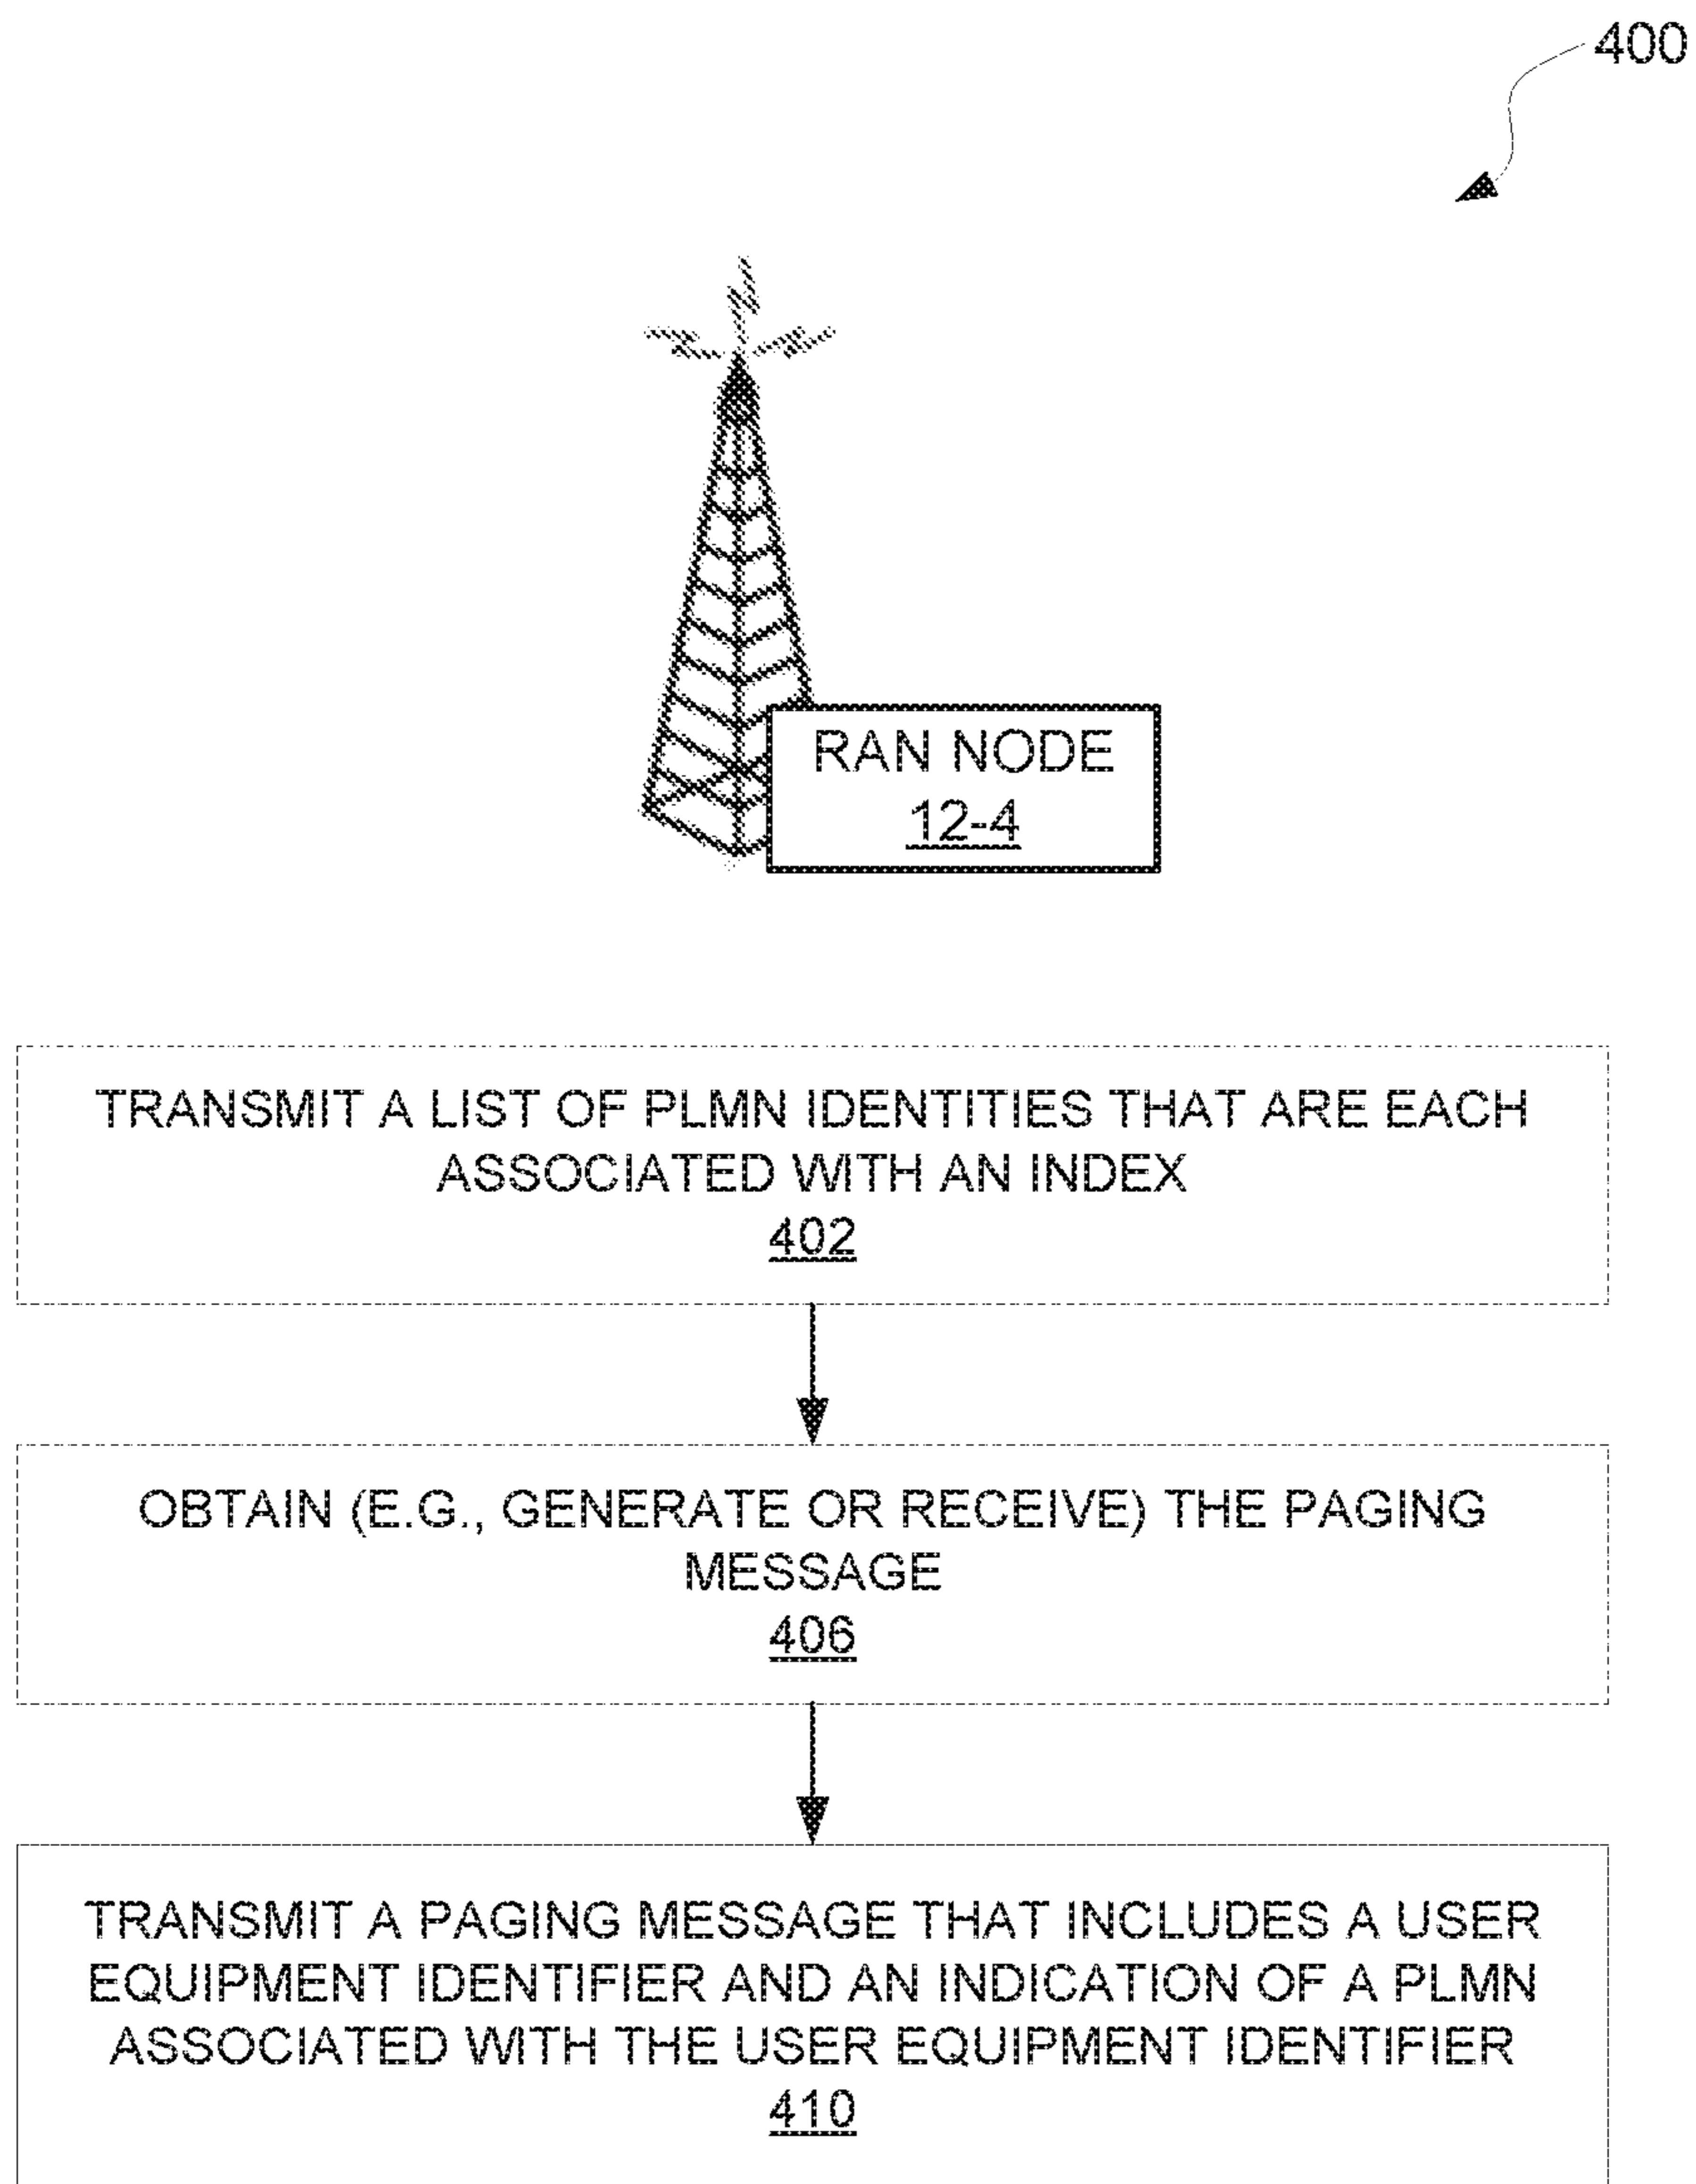 400
RAN NODE
12-4
TRANSMIT A LIST OF PLMN IDENTITIES THAT ARE EACH
ASSOCIATED WITH AN INDEX
402
OBTAIN (E.G., GENERATE OR RECEIVE) THE PAGING
MESSAGE
406
TRANSMIT A PAGING MESSAGE THAT INCLUDES A USER
EQUIPMENT IDENTIFIER AND AN INDICATION OF A PLMN
ASSOCIATED WITH THE USER EQUIPMENT IDENTIFIER
410